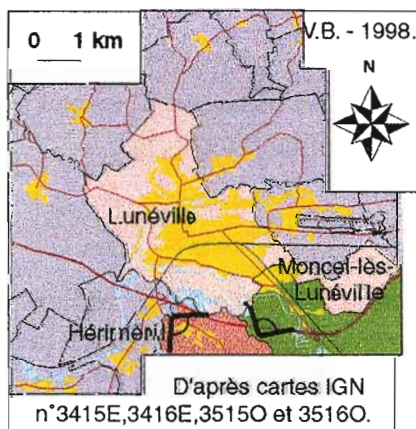 0 1 km
V.B. - 1998.
N
Lunéville
Moncel-lès-
Lunéville
Hériménil
D'après cartes IGN
n°3415E,3416E,3515O et 3516O.